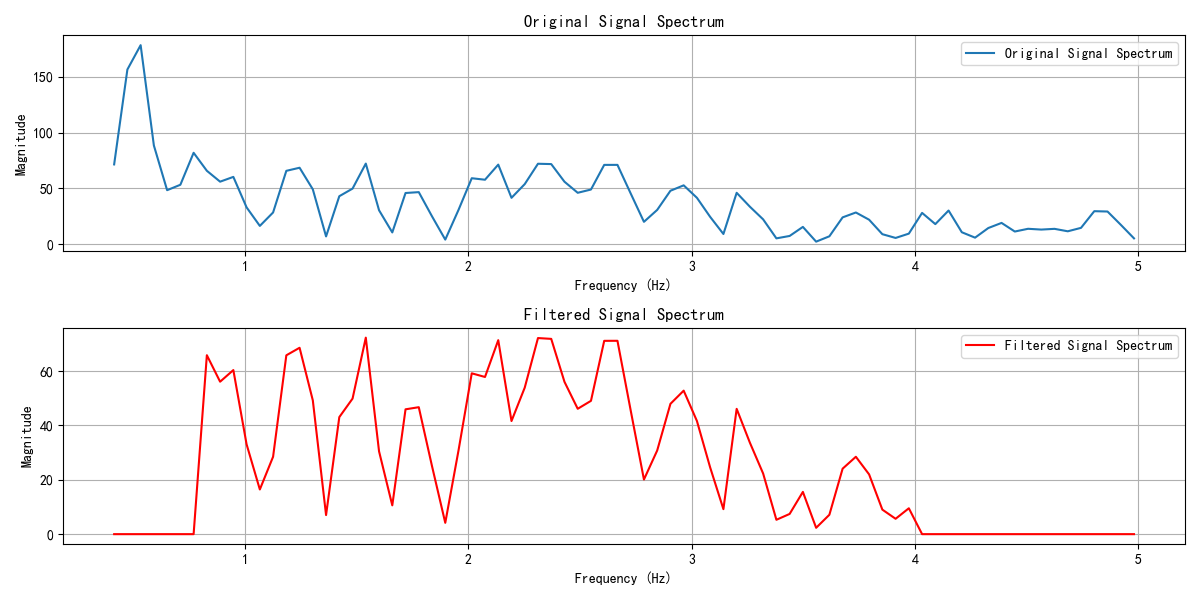 Original Signal Spectrum
Original Signal Spectrum
Magnitude
150
100
50
0
1 2 3 4 5
Frequency (Hz)
Filtered Signal Spectrum
Filtered Signal Spectrum
Magnitude
60
40
20
0
1 2 3 4 5
Frequency (Hz)